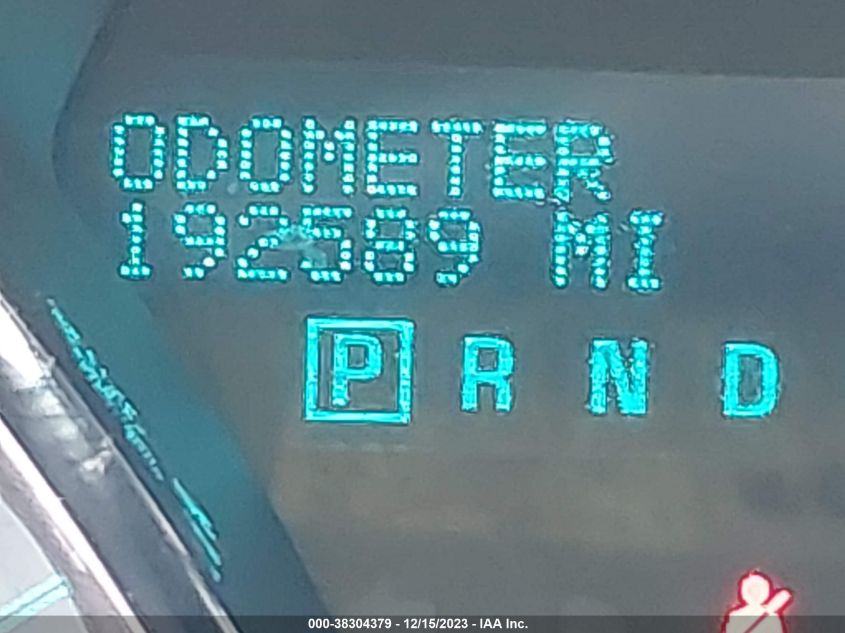 ODOMETER
192589 MI
P R N D
000-38304379 - 12/15/2023 - IAA Inc.